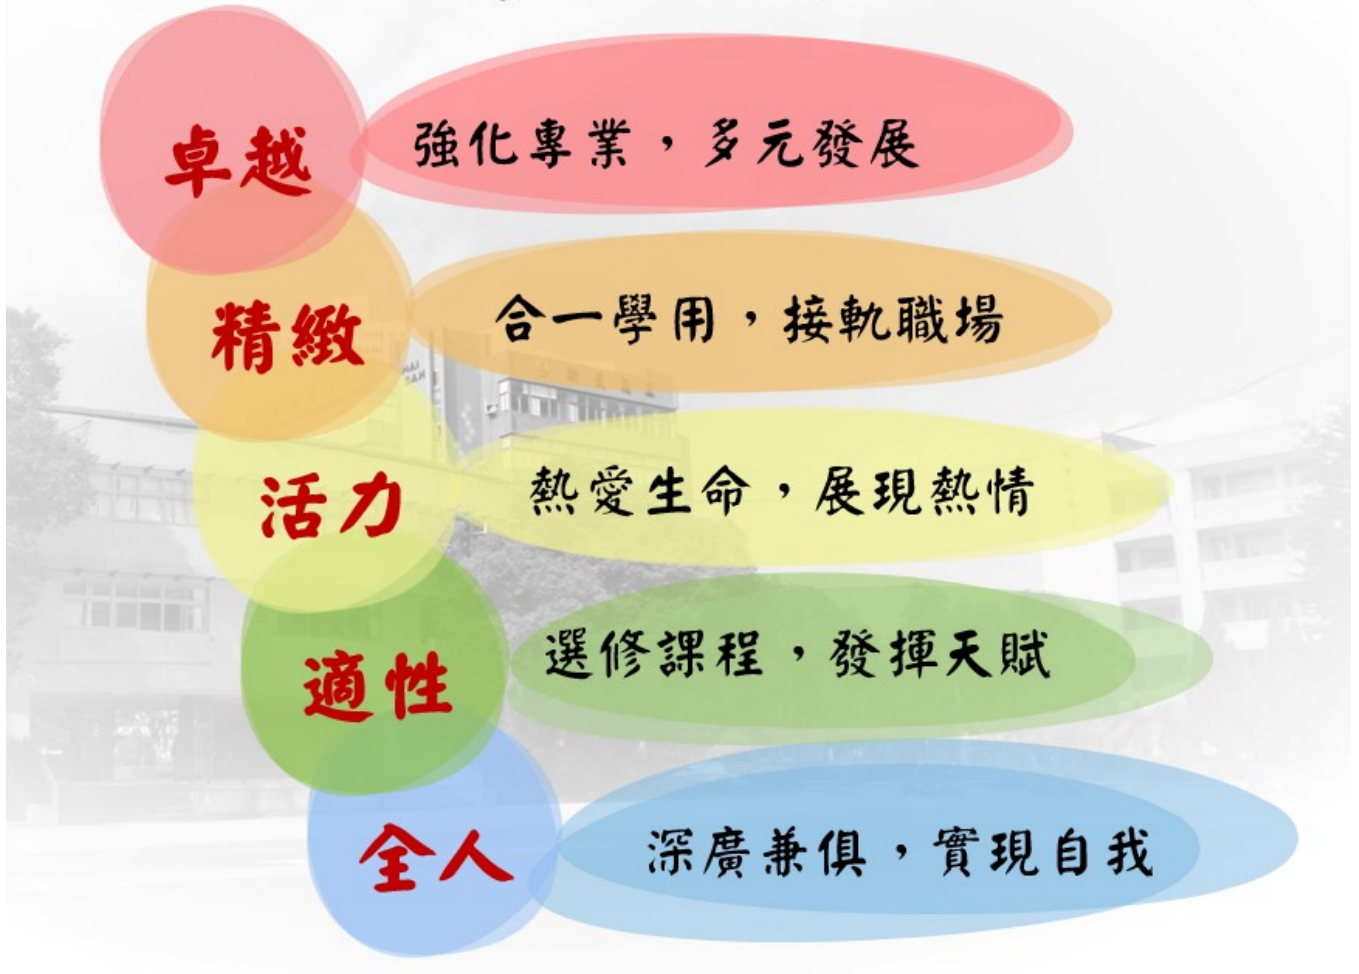 卓越
強化專業，多元發展
精緻
合一學用，接軌職場
活力
熱愛生命，展現熱情
適性
選修課程，發揮天賦
全人
深廣兼俱，實現自我